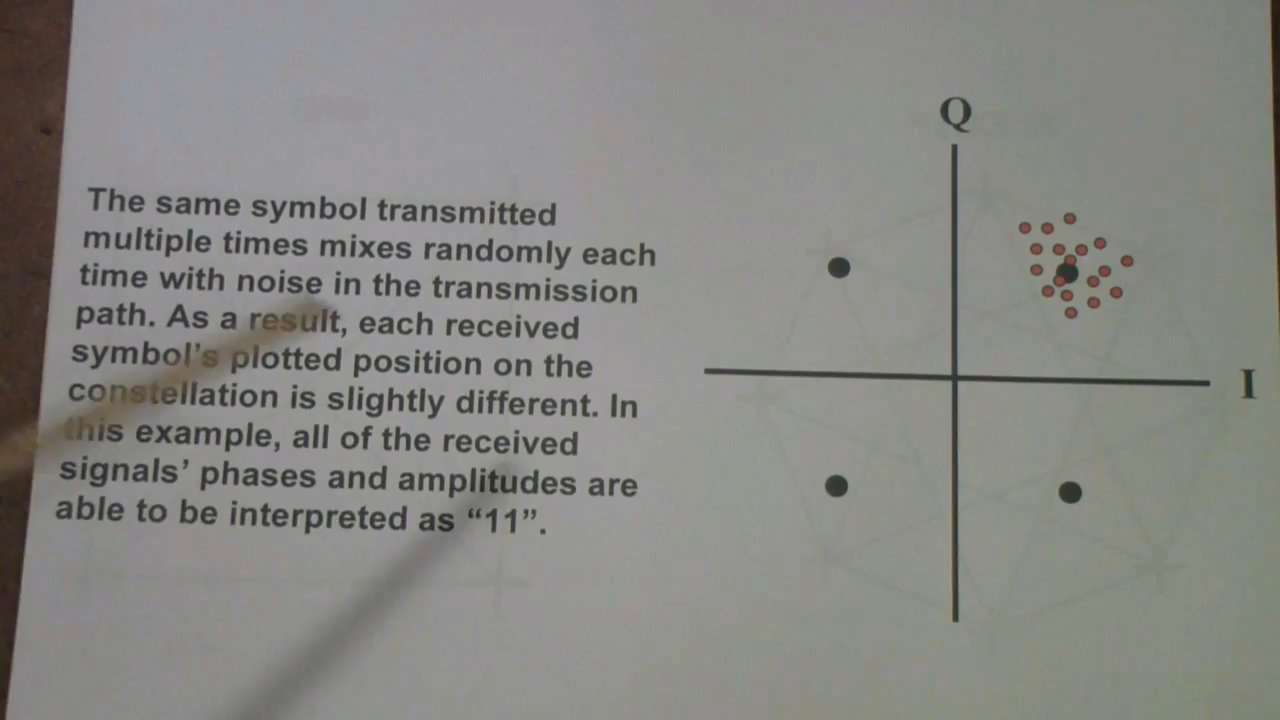 The same symbol transmitted
multiple times mixes randomly each
time with noise in the transmission
path. As a result, each received
symbol's plotted position on the
constellation is slightly different. In
this example, all of the received
signals’ phases and amplitudes are
able to be interpreted as “11”.
Q
I